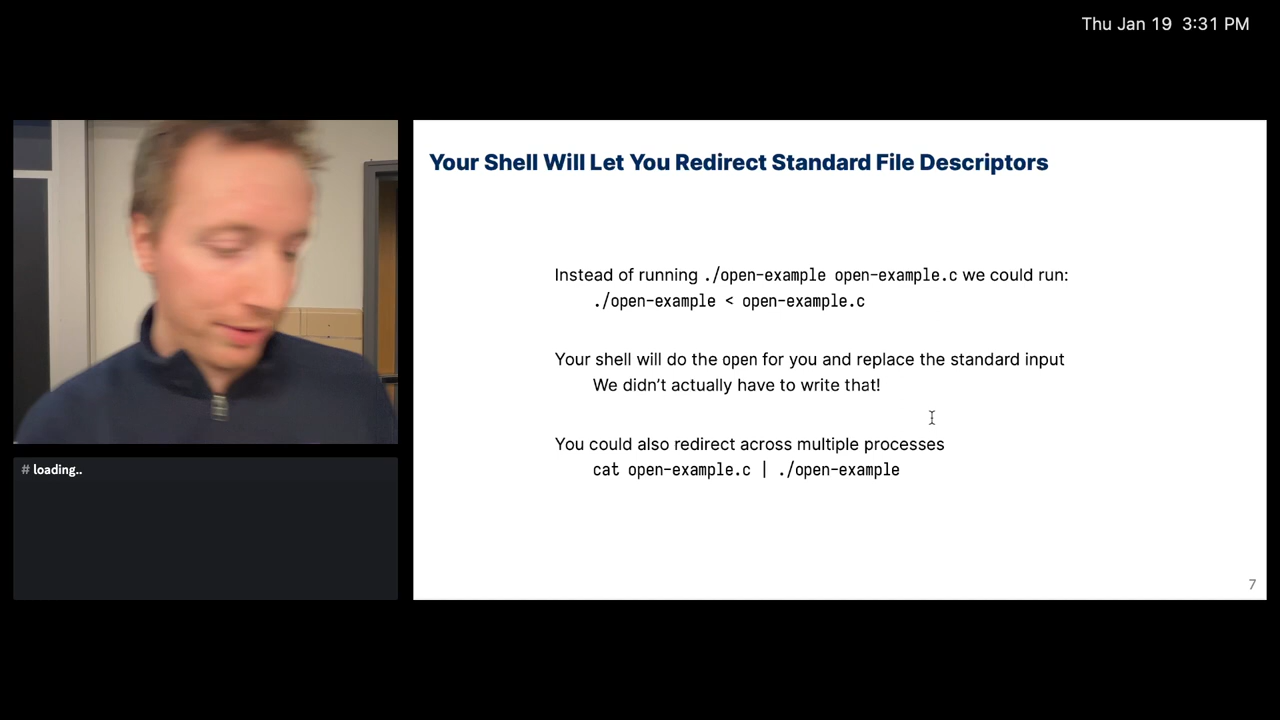 Thu Jan 19 3:31 PM
Your Shell Will Let You Redirect Standard File Descriptors
Instead of running ./open-example open-example.c we could run:
./open-example < open-example.c
Your shell will do the open for you and replace the standard input
We didn’t actually have to write that!
You could also redirect across multiple processes
cat open-example.c | ./open-example
# loading..
7